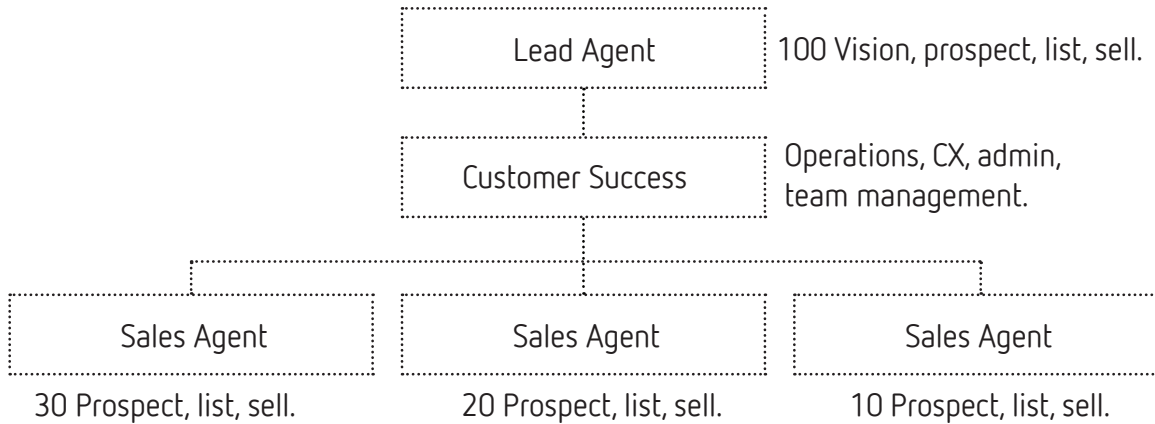 Lead Agent
100 Vision, prospect, list, sell.
Customer Success
Operations, CX, admin,
team management.
Sales Agent
Sales Agent
Sales Agent
30 Prospect, list, sell.
20 Prospect, list, sell.
10 Prospect, list, sell.